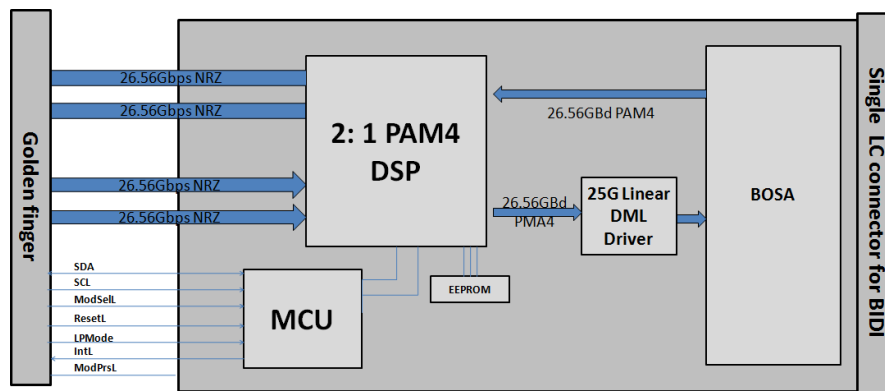 Golden finger
26.56Gbps NRZ
26.56Gbps NRZ
26.56Gbps NRZ
26.56Gbps NRZ
2: 1 PAM4
DSP
26.56GBd PAM4
26.56GBd
PMA4
25G Linear
DML
Driver
BOSA
Single LC connector for BIDI
SDA
SCL
ModSelL
ResetL
LPMode
IntL
ModPrsL
MCU
EEPROM